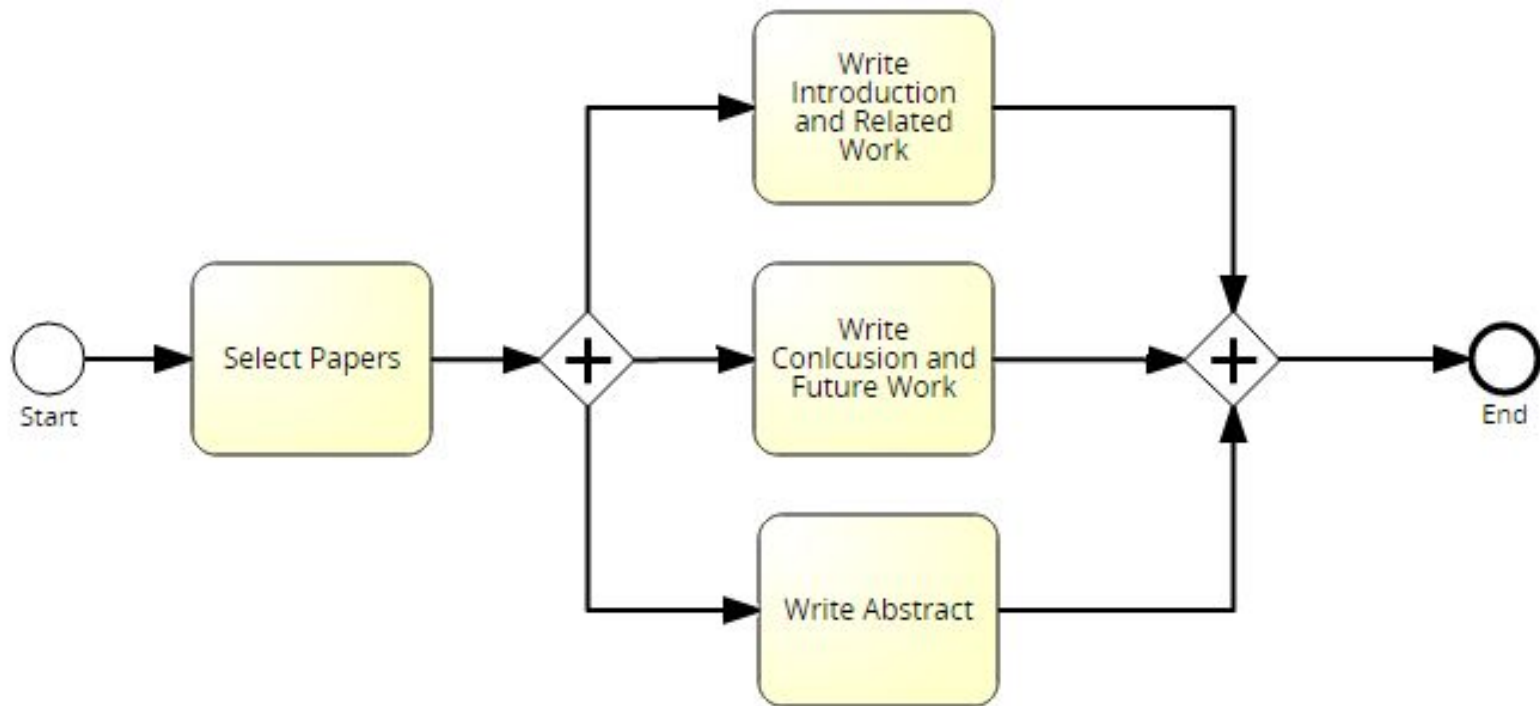 Start
Select Papers
Write
Introduction
and Related
Work
Write
Conlcusion and
Future Work
Write Abstract
End